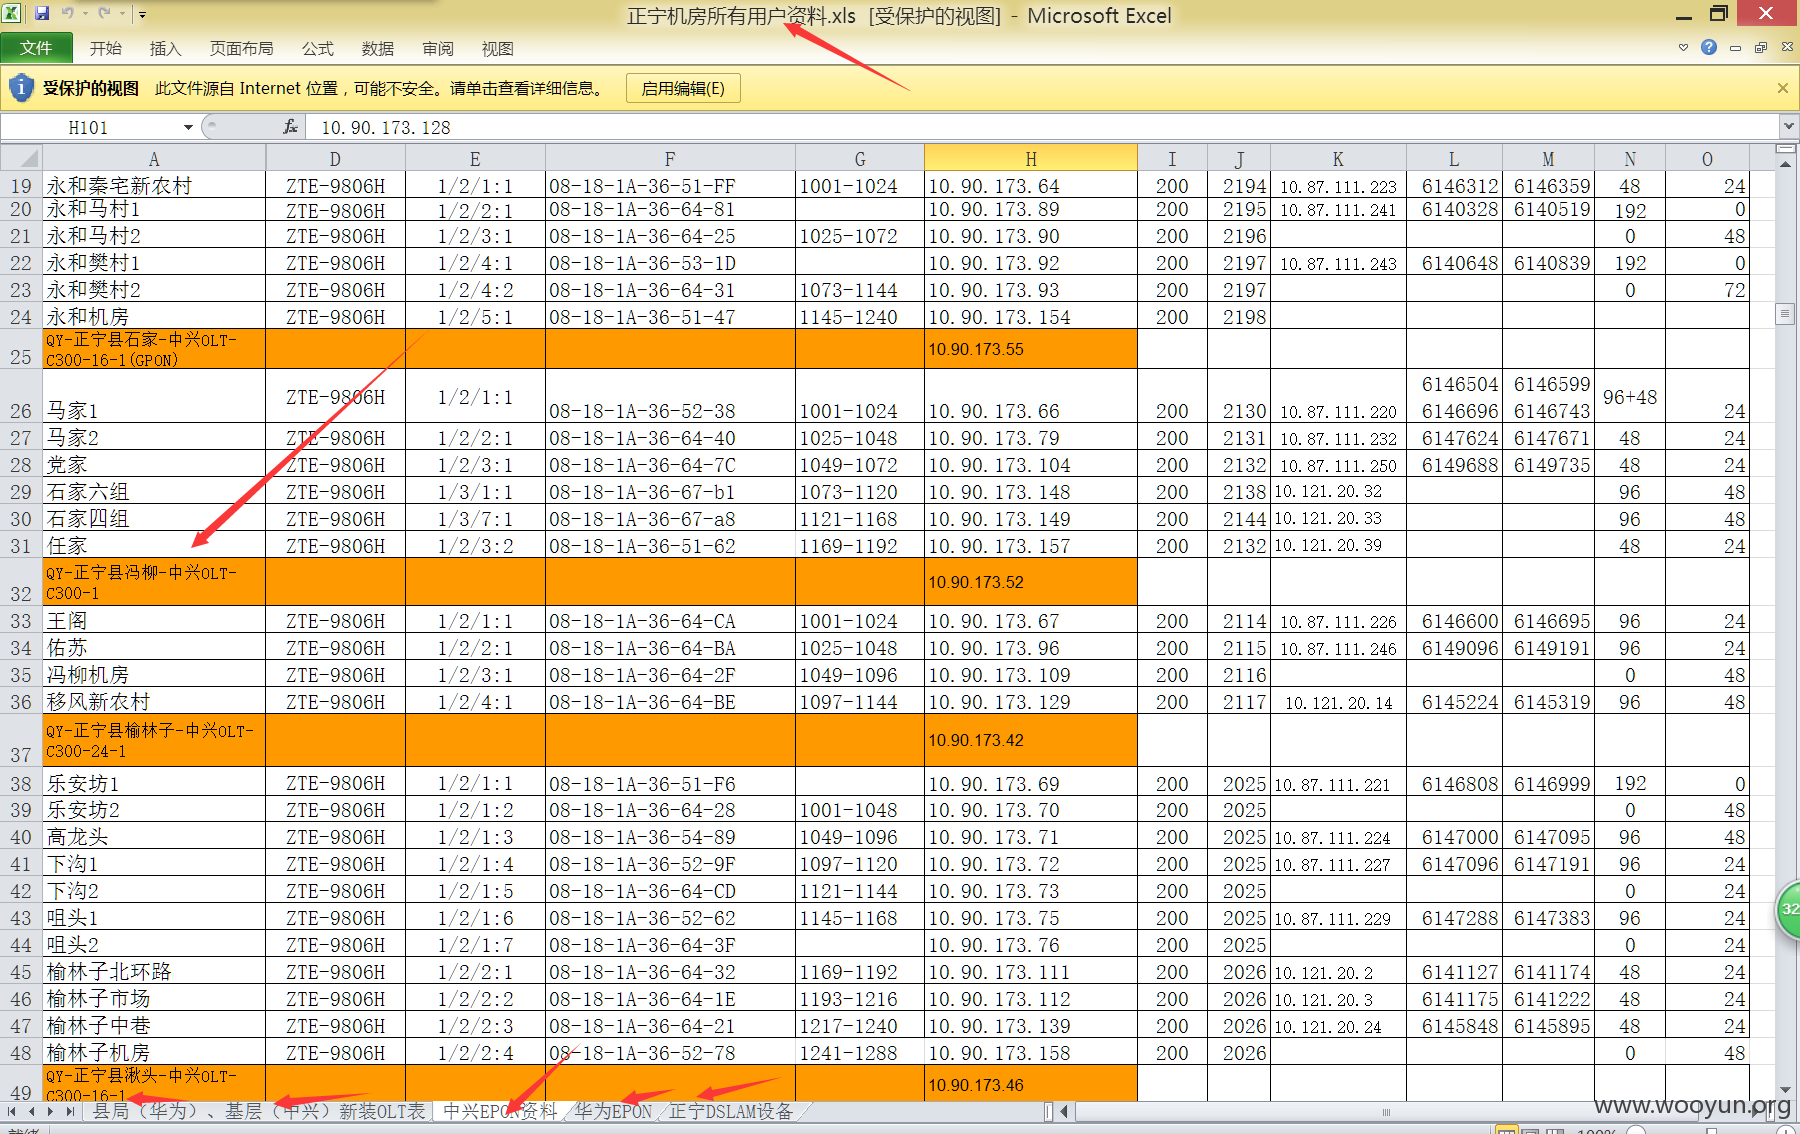 正宁机房所有用户资料.xls [受保护的视图] - Microsoft Excel
文件 开始 插入 页面布局 公式 数据 审阅 视图
受保护的视图 此文件源自 Internet 位置，可能不安全。请单击查看详细信息。 启用编辑(E)
H101 fx 10.90.173.128
A D E F G H I J K L M N O
19 永和秦宅新农村 ZTE-9806H 1/2/1:1 08-18-1A-36-51-FF 1001-1024 10.90.173.64 200 2194 10.87.111.223 6146312 6146359 48 24
20 永和马村1 ZTE-9806H 1/2/2:1 08-18-1A-36-64-81 10.90.173.89 200 2195 10.87.111.241 6140328 6140519 192 0
21 永和马村2 ZTE-9806H 1/2/3:1 08-18-1A-36-64-25 1025-1072 10.90.173.90 200 2196 0 48
22 永和樊村1 ZTE-9806H 1/2/4:1 08-18-1A-36-53-1D 10.90.173.92 200 2197 10.87.111.243 6140648 6140839 192 0
23 永和樊村2 ZTE-9806H 1/2/4:2 08-18-1A-36-64-31 1073-1144 10.90.173.93 200 2197 0 72
24 永和机房 ZTE-9806H 1/2/5:1 08-18-1A-36-51-47 1145-1240 10.90.173.154 200 2198
25 QY-正宁县石家-中兴OLT-
C300-16-1(GPON) 10.90.173.55
6146504 6146599
26 马家1 ZTE-9806H 1/2/1:1 08-18-1A-36-52-38 1001-1024 10.90.173.66 200 2130 10.87.111.220 6146696 6146743 96+48 24
27 马家2 ZTE-9806H 1/2/2:1 08-18-1A-36-64-40 1025-1048 10.90.173.79 200 2131 10.87.111.232 6147624 6147671 48 24
28 党家 ZTE-9806H 1/2/3:1 08-18-1A-36-64-7C 1049-1072 10.90.173.104 200 2132 10.87.111.250 6149688 6149735 48 24
29 石家六组 ZTE-9806H 1/3/1:1 08-18-1A-36-67-b1 1073-1120 10.90.173.148 200 2138 10.121.20.32 96 48
30 石家四组 ZTE-9806H 1/3/7:1 08-18-1A-36-67-a8 1121-1168 10.90.173.149 200 2144 10.121.20.33 96 48
31 任家 ZTE-9806H 1/2/3:2 08-18-1A-36-51-62 1169-1192 10.90.173.157 200 2132 10.121.20.39 48 24
32 QY-正宁县冯柳-中兴OLT-
C300-1 10.90.173.52
33 王阁 ZTE-9806H 1/2/1:1 08-18-1A-36-64-CA 1001-1024 10.90.173.67 200 2114 10.87.111.226 6146600 6146695 96 24
34 佑苏 ZTE-9806H 1/2/2:1 08-18-1A-36-64-BA 1025-1048 10.90.173.96 200 2115 10.87.111.246 6149096 6149191 96 24
35 冯柳机房 ZTE-9806H 1/2/3:1 08-18-1A-36-64-2F 1049-1096 10.90.173.109 200 2116 0 48
36 移风新农村 ZTE-9806H 1/2/4:1 08-18-1A-36-64-BE 1097-1144 10.90.173.129 200 2117 10.121.20.14 6145224 6145319 96 48
37 QY-正宁县榆林子-中兴OLT-
C300-24-1 10.90.173.42
38 乐安坊1 ZTE-9806H 1/2/1:1 08-18-1A-36-51-F6 10.90.173.69 200 2025 10.87.111.221 6146808 6146999 192 0
39 乐安坊2 ZTE-9806H 1/2/1:2 08-18-1A-36-64-28 1001-1048 10.90.173.70 200 2025 0 48
40 高龙头 ZTE-9806H 1/2/1:3 08-18-1A-36-54-89 1049-1096 10.90.173.71 200 2025 10.87.111.224 6147000 6147095 96 48
41 下沟1 ZTE-9806H 1/2/1:4 08-18-1A-36-52-9F 1097-1120 10.90.173.72 200 2025 10.87.111.227 6147096 6147191 96 24
42 下沟2 ZTE-9806H 1/2/1:5 08-18-1A-36-64-CD 1121-1144 10.90.173.73 200 2025 0 24
43 咀头1 ZTE-9806H 1/2/1:6 08-18-1A-36-52-62 1145-1168 10.90.173.75 200 2025 10.87.111.229 6147288 6147383 96 24
44 咀头2 ZTE-9806H 1/2/1:7 08-18-1A-36-64-3F 10.90.173.76 200 2025 0 24
45 榆林子北环路 ZTE-9806H 1/2/2:1 08-18-1A-36-64-32 1169-1192 10.90.173.111 200 2026 10.121.20.2 6141127 6141174 48 24
46 榆林子市场 ZTE-9806H 1/2/2:2 08-18-1A-36-64-1E 1193-1216 10.90.173.112 200 2026 10.121.20.3 6141175 6141222 48 24
47 榆林子中巷 ZTE-9806H 1/2/2:3 08-18-1A-36-64-21 1217-1240 10.90.173.139 200 2026 10.121.20.24 6145848 6145895 48 24
48 榆林子机房 ZTE-9806H 1/2/2:4 08-18-1A-36-52-78 1241-1288 10.90.173.158 200 2026 0 48
49 QY-正宁县湫头-中兴OLT-
C300-16-1 10.90.173.46
县局（华为）、基层（中兴）新装OLT表 中兴EPON资料 华为EPON 正宁DSLAM设备
32
www.wooyun.org
就绪 100%